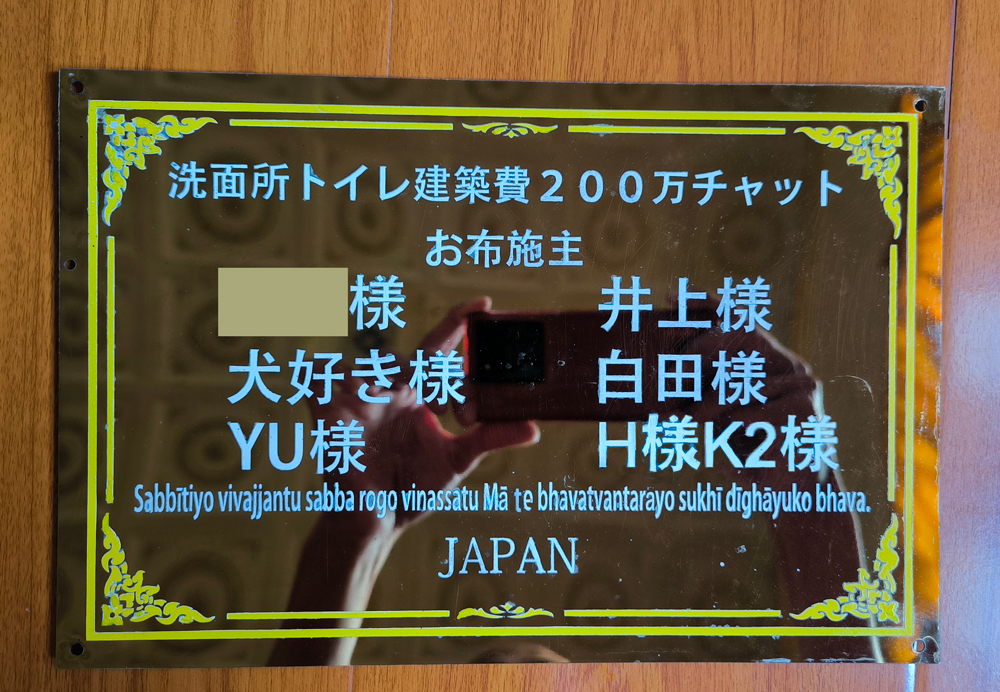 洗面所トイレ建築費２００万チャット
お布施主
様 井上様
犬好き様 白田様
YU様 H様K2様
Sabbītiyo vivajjantu sabba rogo vinassatu Mā te bhavatvantarayo sukhī dīghāyuko bhava.
JAPAN